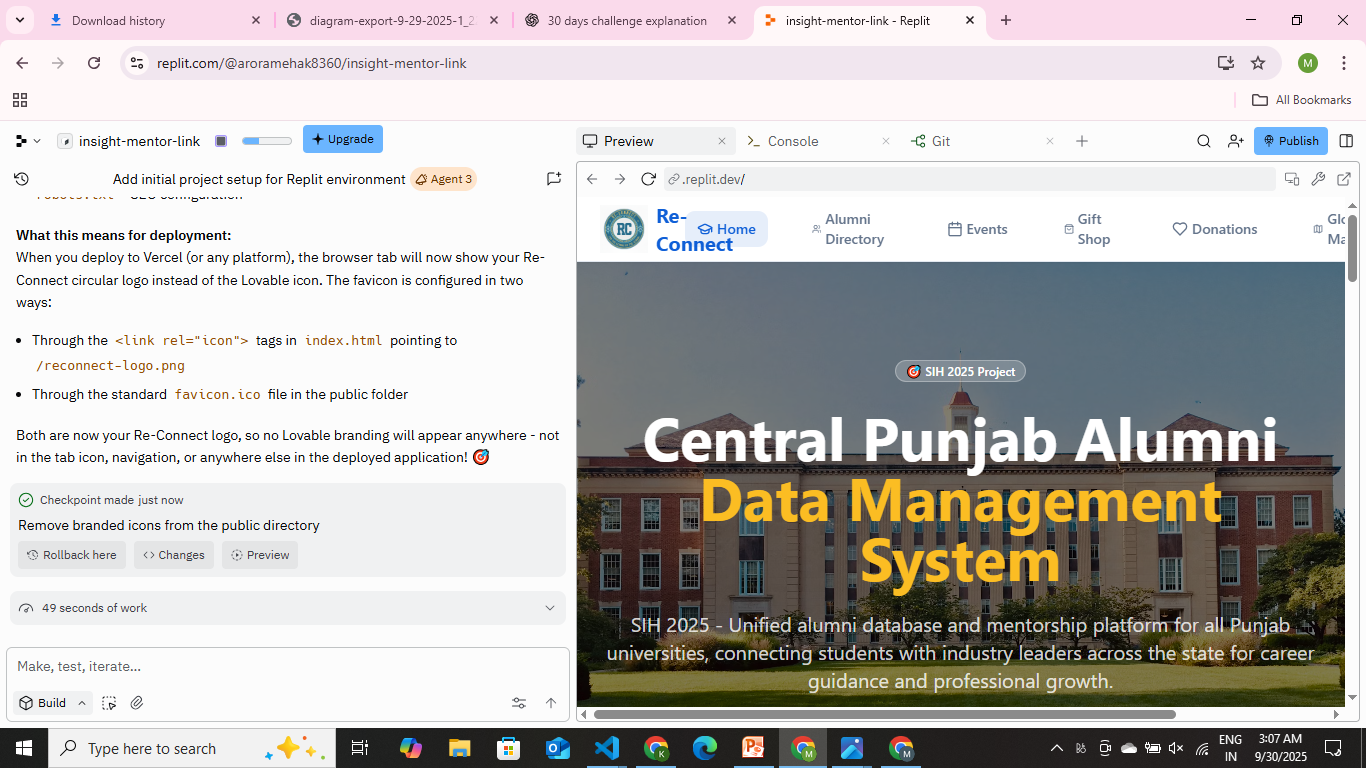 Download history
diagram-export-9-29-2025-1_2
30 days challenge explanation
insight-mentor-link - Replit
replit.com/@aroramehak8360/insight-mentor-link
M
All Bookmarks
insight-mentor-link
Upgrade
Preview
Console
Git
Publish
Add initial project setup for Replit environment
Agent 3
.replit.dev/
What this means for deployment:
When you deploy to Vercel (or any platform), the browser tab will now show your Re-
Connect circular logo instead of the Lovable icon. The favicon is configured in two
ways:
Through the <link rel="icon"> tags in index.html pointing to
/reconnect-logo.png
Through the standard favicon.ico file in the public folder
Both are now your Re-Connect logo, so no Lovable branding will appear anywhere - not
in the tab icon, navigation, or anywhere else in the deployed application! 🎯
Checkpoint made just now
Remove branded icons from the public directory
Rollback here
Changes
Preview
49 seconds of work
Make, test, iterate...
Build
RC
Re-
Connect
Home
Alumni
Directory
Events
Gift
Shop
Donations
Glo
Ma
🎯 SIH 2025 Project
Central Punjab Alumni
Data Management
System
SIH 2025 - Unified alumni database and mentorship platform for all Punjab
universities, connecting students with industry leaders across the state for career
guidance and professional growth.
Type here to search
K
M
M
ENG
IN
3:07 AM
9/30/2025